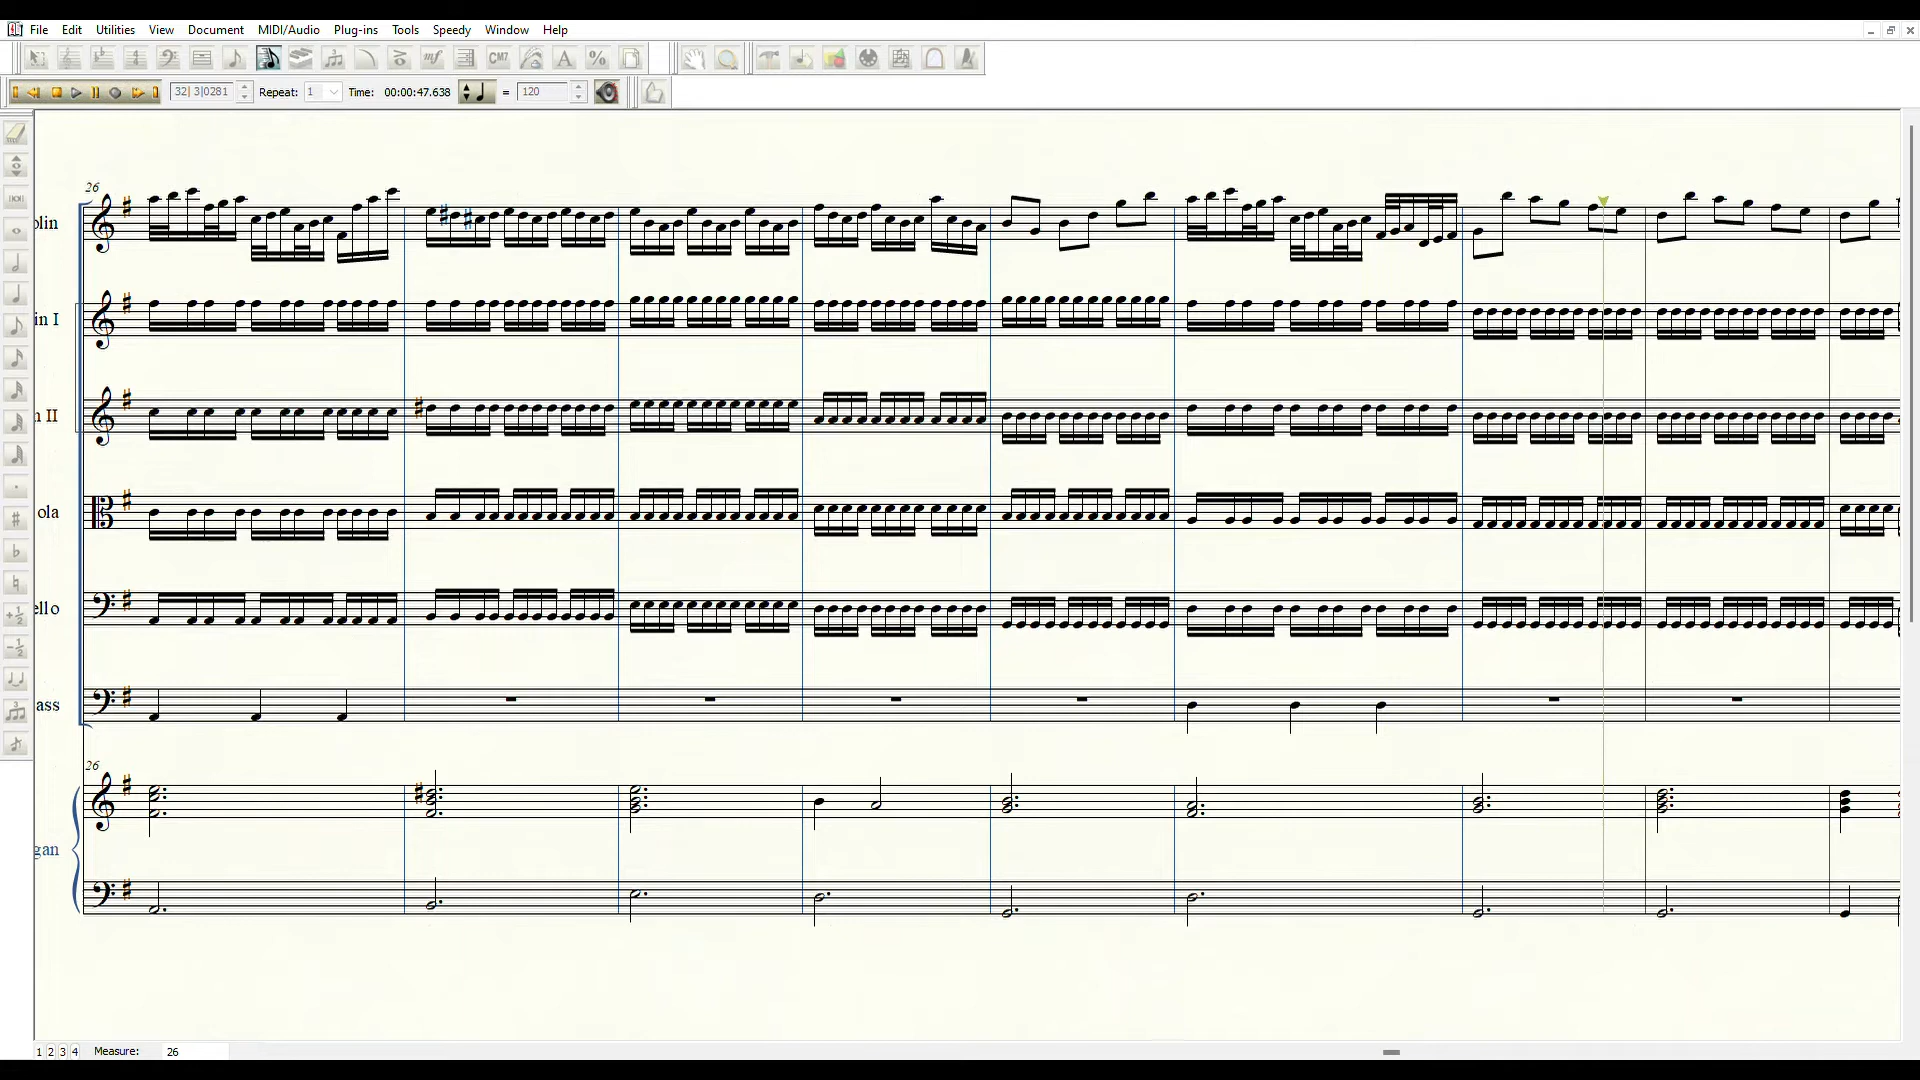 File Edit Utilities View Document MIDI/Audio Plug-ins Tools Speedy Window Help
mf CM7 A %
32| 3|0281 Repeat: 1 Time: 00:00:47.638 = 120
26
olin
in I
n II
ola
ello
ass
26
gan
1 2 3 4 Measure: 26